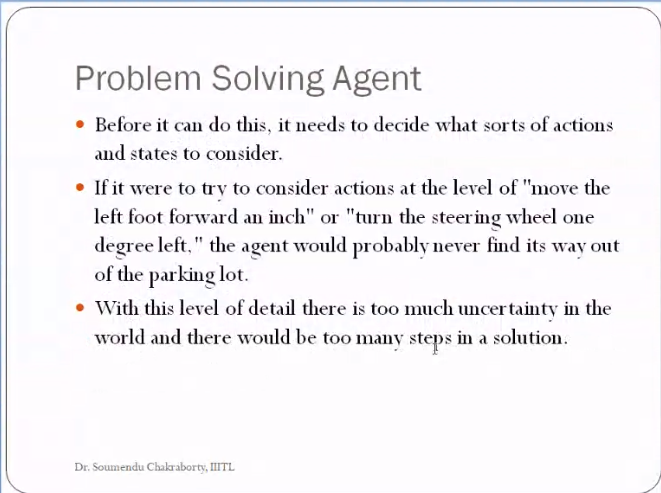 Problem Solving Agent
Before it can do this, it needs to decide what sorts of actions
and states to consider.
If it were to try to consider actions at the level of "move the
left foot forward an inch" or "turn the steering wheel one
degree left," the agent would probably never find its way out
of the parking lot.
With this level of detail there is too much uncertainty in the
world and there would be too many steps in a solution.
Dr. Soumendu Chakraborty, IIITL